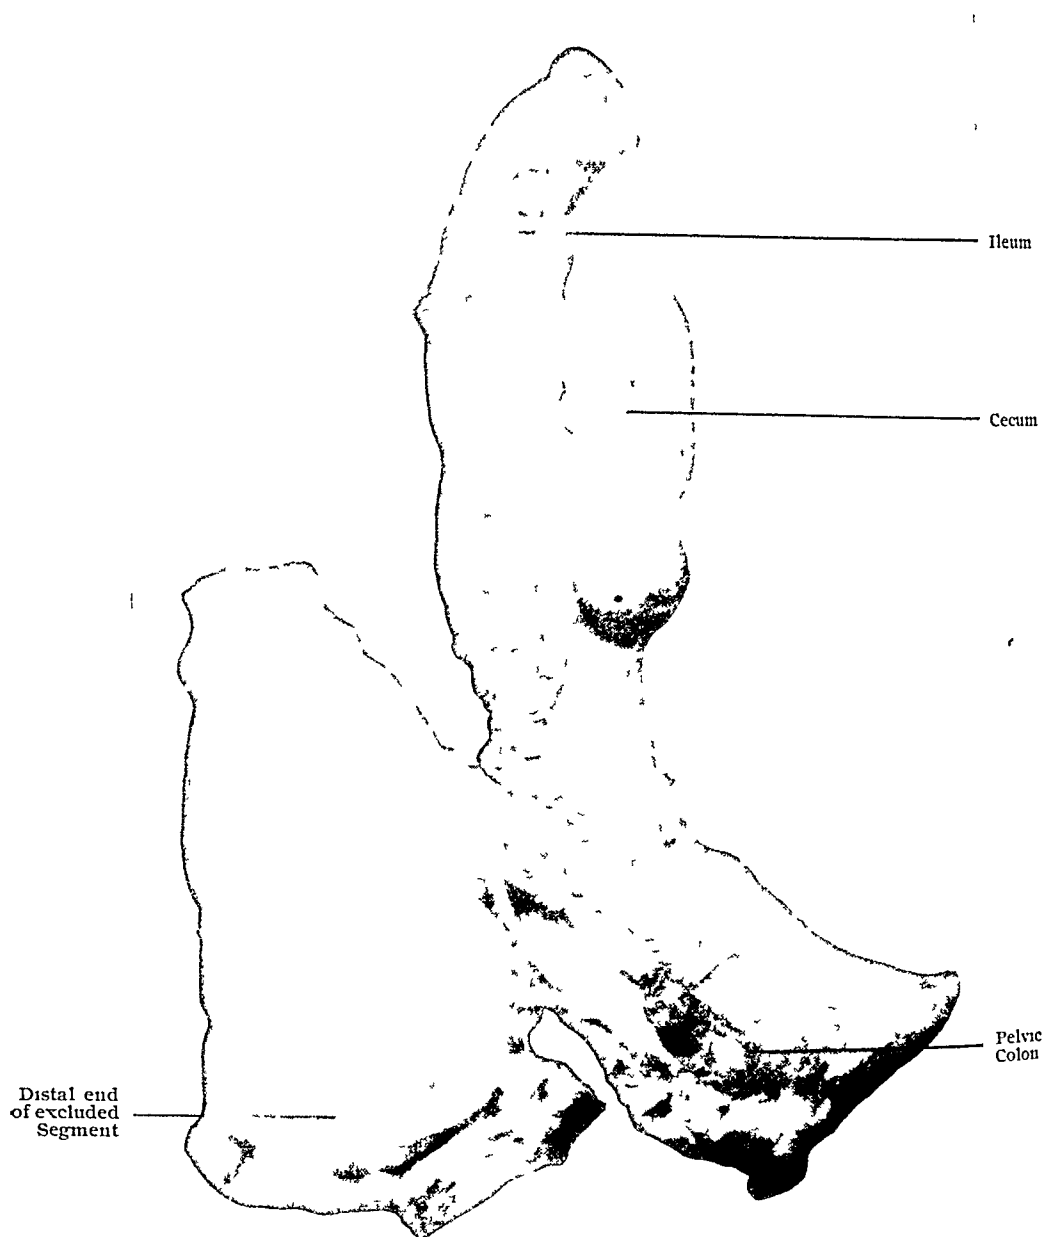 Ileum
Cecum
Pelvic
Colon
Distal end
of excluded
Segment